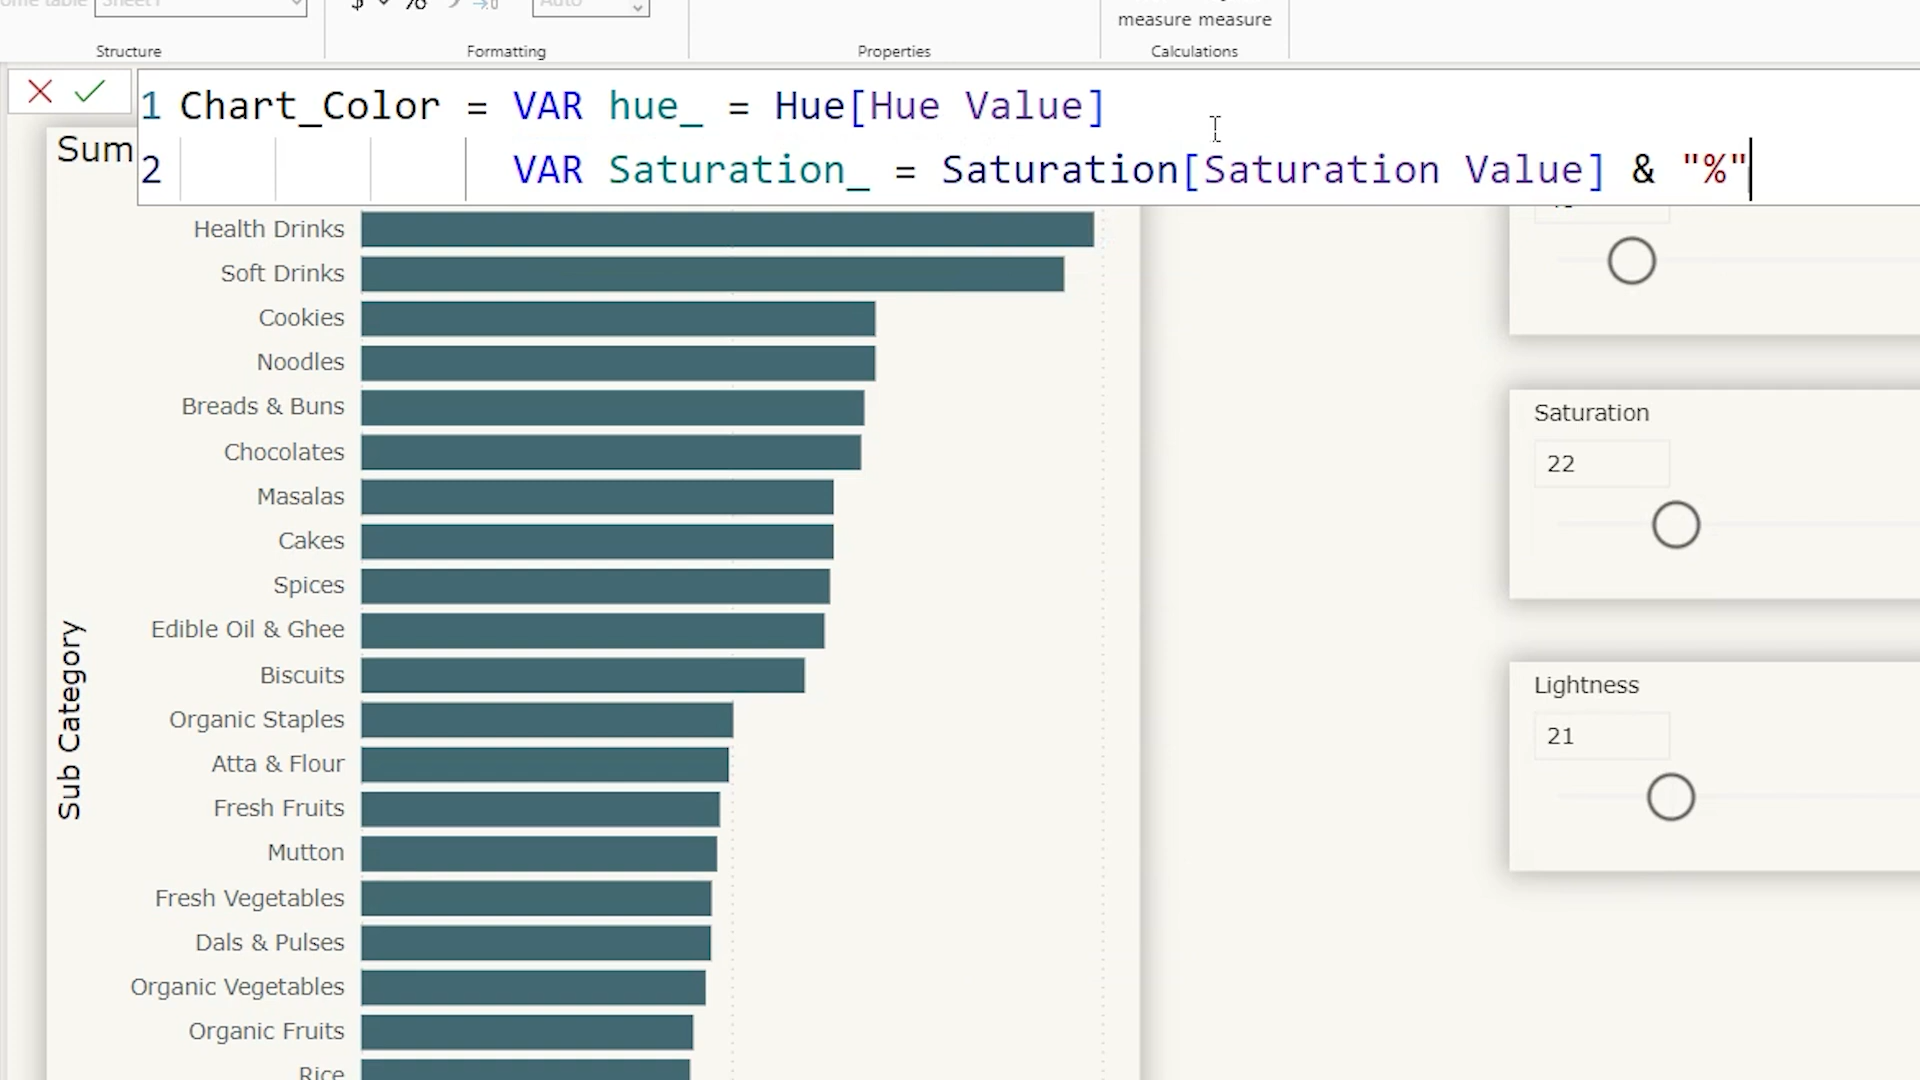 Sheet1
$ %
Auto
measure measure
Structure
Formatting
Properties
Calculations
1 Chart_Color = VAR hue_ = Hue[Hue Value]
2 VAR Saturation_ = Saturation[Saturation Value] & "%"
Sum
Health Drinks
Soft Drinks
Cookies
Noodles
Breads & Buns
Chocolates
Masalas
Cakes
Spices
Edible Oil & Ghee
Biscuits
Organic Staples
Atta & Flour
Fresh Fruits
Mutton
Fresh Vegetables
Dals & Pulses
Organic Vegetables
Organic Fruits
Rice
Sub Category
Saturation
22
Lightness
21